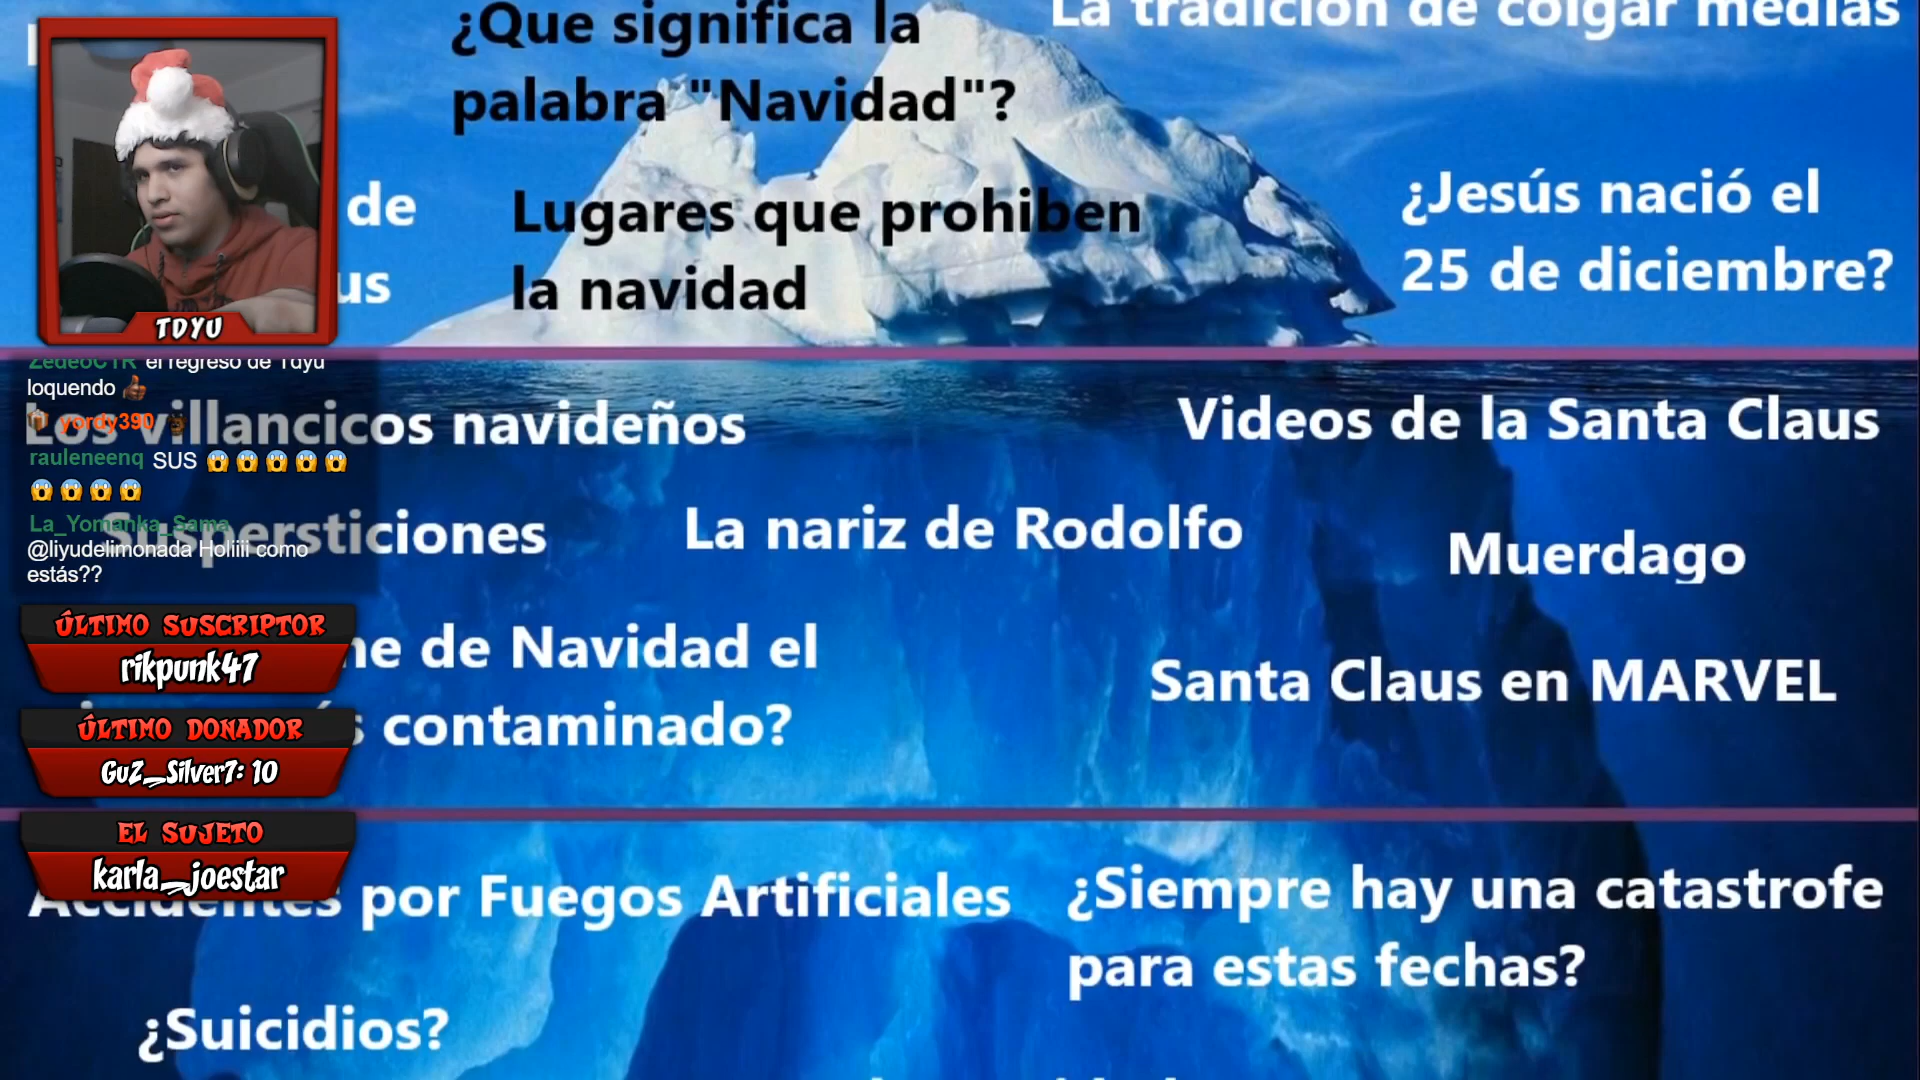 ¿Que significa la
palabra "Navidad"?
La tradición de colgar medias
de
us
Lugares que prohiben
la navidad
¿Jesús nació el
25 de diciembre?
TDYU
ZedeoCTR el regreso de Tdyu
loquendo
yordy390
rauleneenq SUS 😱😱😱😱😱
😱😱😱😱
La_Yomanka_Sama
@liyudelimonada Holiiii como
estás??
Los villancicos navideños
Videos de la Santa Claus
Supersticiones
La nariz de Rodolfo
Muerdago
ne de Navidad el
contaminado?
Santa Claus en MARVEL
ÚLTIMO SUSCRIPTOR
rikpunk47
ÚLTIMO DONADOR
GuZ_Silver7: 10
EL SUJETO
karla_joestar
Accidentes por Fuegos Artificiales
¿Siempre hay una catastrofe
para estas fechas?
¿Suicidios?